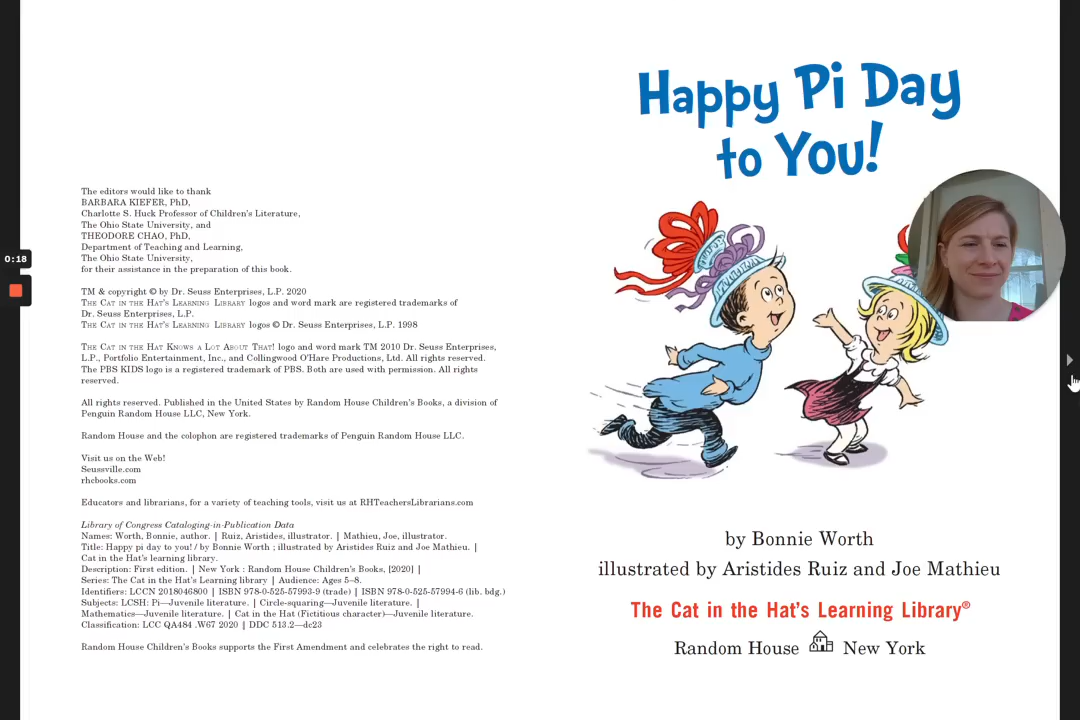 The editors would like to thank
BARBARA KIEFER, PhD,
Charlotte S. Huck Professor of Children's Literature,
The Ohio State University, and
THEODORE CHAO, PhD,
Department of Teaching and Learning,
The Ohio State University,
for their assistance in the preparation of this book.
TM & copyright © by Dr. Seuss Enterprises, L.P. 2020
THE CAT IN THE HAT'S LEARNING LIBRARY logos and word mark are registered trademarks of
Dr. Seuss Enterprises, L.P.
THE CAT IN THE HAT'S LEARNING LIBRARY logos © Dr. Seuss Enterprises, L.P. 1998
THE CAT IN THE HAT KNOWS A LOT ABOUT THAT! logo and word mark TM 2010 Dr. Seuss Enterprises,
L.P., Portfolio Entertainment, Inc., and Collingwood O'Hare Productions, Ltd. All rights reserved.
The PBS KIDS logo is a registered trademark of PBS. Both are used with permission. All rights
reserved.
All rights reserved. Published in the United States by Random House Children's Books, a division of
Penguin Random House LLC, New York.
Random House and the colophon are registered trademarks of Penguin Random House LLC.
Visit us on the Web!
Seussville.com
rhcbooks.com
Educators and librarians, for a variety of teaching tools, visit us at RHTeachersLibrarians.com
Library of Congress Cataloging-in-Publication Data
Names: Worth, Bonnie, author. | Ruiz, Aristides, illustrator. | Mathieu, Joe, illustrator.
Title: Happy pi day to you! / by Bonnie Worth ; illustrated by Aristides Ruiz and Joe Mathieu. |
Cat in the Hat's learning library.
Description: First edition. | New York : Random House Children's Books, [2020] |
Series: The Cat in the Hat's Learning library | Audience: Ages 5–8.
Identifiers: LCCN 2018046800 | ISBN 978-0-525-57993-9 (trade) | ISBN 978-0-525-57994-6 (lib. bdg.)
Subjects: LCSH: Pi—Juvenile literature. | Circle-squaring—Juvenile literature. |
Mathematics—Juvenile literature. | Cat in the Hat (Fictitious character)—Juvenile literature.
Classification: LCC QA484 .W67 2020 | DDC 513.2—dc23
Random House Children's Books supports the First Amendment and celebrates the right to read.
0:18
Happy Pi Day
to You!
by Bonnie Worth
illustrated by Aristides Ruiz and Joe Mathieu
The Cat in the Hat's Learning Library®
Random House New York